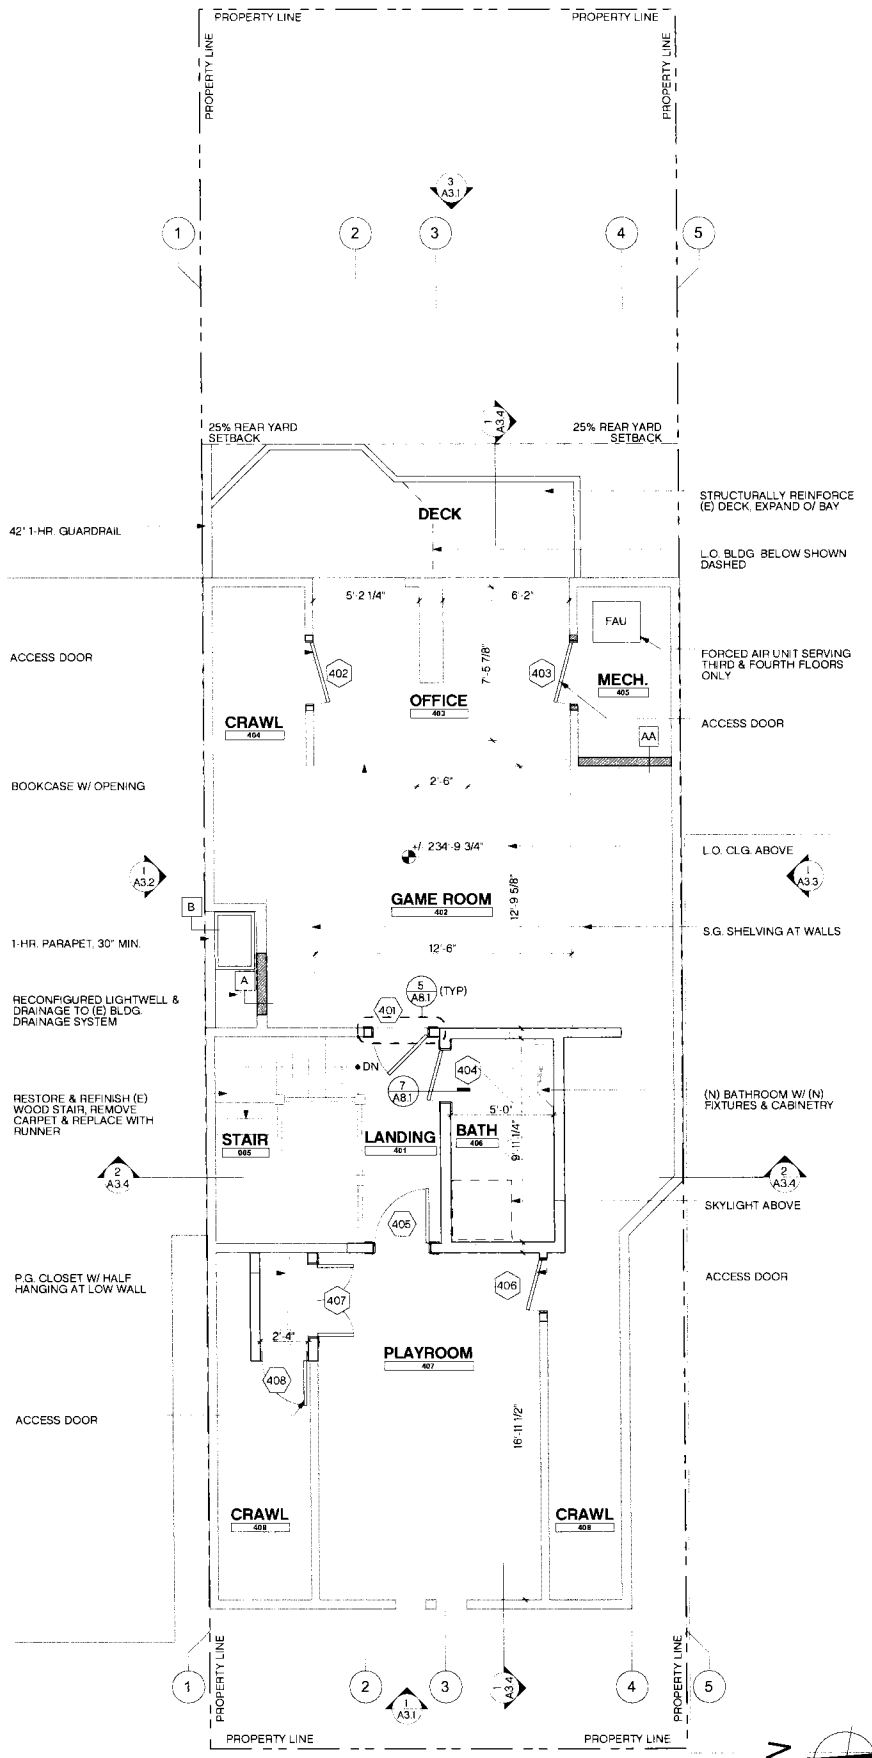 PROPERTY LINE
PROPERTY LINE
PROPERTY LINE
PROPERTY LINE
3
A3.1
1
2
3
4
5
25% REAR YARD
SETBACK
1
A3.4
25% REAR YARD
SETBACK
STRUCTURALLY REINFORCE
(E) DECK, EXPAND O/ BAY
DECK
42" 1-HR. GUARDRAIL
L.O. BLDG BELOW SHOWN
DASHED
5'-2 1/4"
6'-2"
FAU
ACCESS DOOR
402
7'-5 7/8"
403
FORCED AIR UNIT SERVING
THIRD & FOURTH FLOORS
ONLY
MECH.
405
OFFICE
403
CRAWL
404
ACCESS DOOR
AA
BOOKCASE W/ OPENING
2'-6"
+/- 234'-9 3/4"
L.O. CLG. ABOVE
1
A3.2
1
A3.3
12'-9 5/8"
GAME ROOM
402
B
1-HR. PARAPET, 30" MIN.
12'-6"
S.G. SHELVING AT WALLS
A
RECONFIGURED LIGHTWELL &
DRAINAGE TO (E) BLDG.
DRAINAGE SYSTEM
5
A8.1
(TYP)
401
DN
404
7
A8.1
RESTORE & REFINISH (E)
WOOD STAIR, REMOVE
CARPET & REPLACE WITH
RUNNER
5'-0"
(N) BATHROOM W/ (N)
FIXTURES & CABINETRY
STAIR
005
LANDING
401
BATH
406
9'-11 1/4"
2
A3.4
2
A3.4
SKYLIGHT ABOVE
405
P.G. CLOSET W/ HALF
HANGING AT LOW WALL
406
ACCESS DOOR
407
2'-4"
PLAYROOM
407
408
ACCESS DOOR
16'-11 1/2"
CRAWL
408
CRAWL
408
PROPERTY LINE
PROPERTY LINE
1
2
3
4
5
1
A3.1
1
A3.4
PROPERTY LINE
PROPERTY LINE